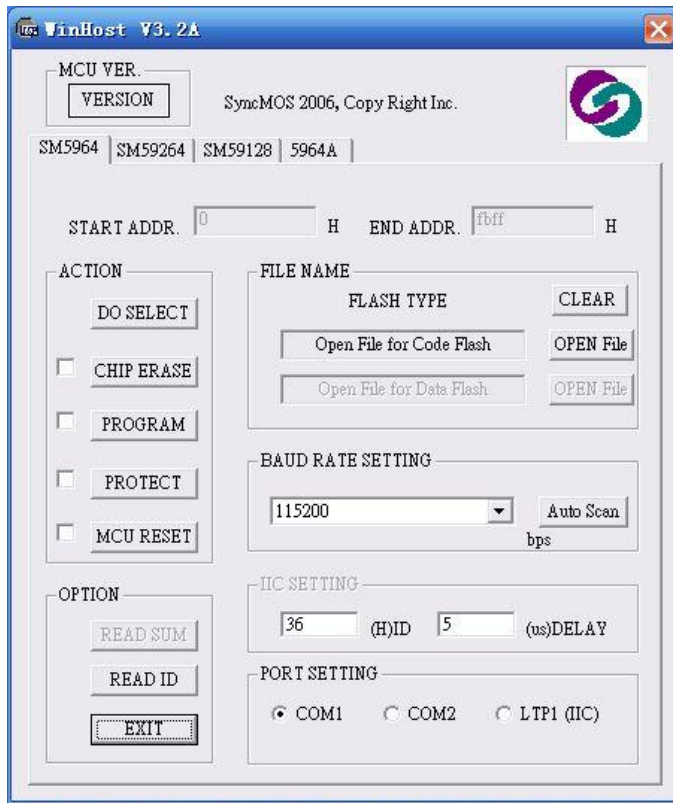 WinHost V3.2A
MCU VER.
VERSION
SyncMOS 2006, Copy Right Inc.
SM5964 SM59264 SM59128 5964A
START ADDR. 0 H END ADDR. fbff H
ACTION
DO SELECT
CHIP ERASE
PROGRAM
PROTECT
MCU RESET
FILE NAME
FLASH TYPE CLEAR
Open File for Code Flash OPEN File
Open File for Data Flash OPEN File
BAUD RATE SETTING
115200 Auto Scan
bps
OPTION
READ SUM
READ ID
EXIT
IIC SETTING
36 (H)ID 5 (us)DELAY
PORT SETTING
COM1 COM2 LTP1 (IIC)